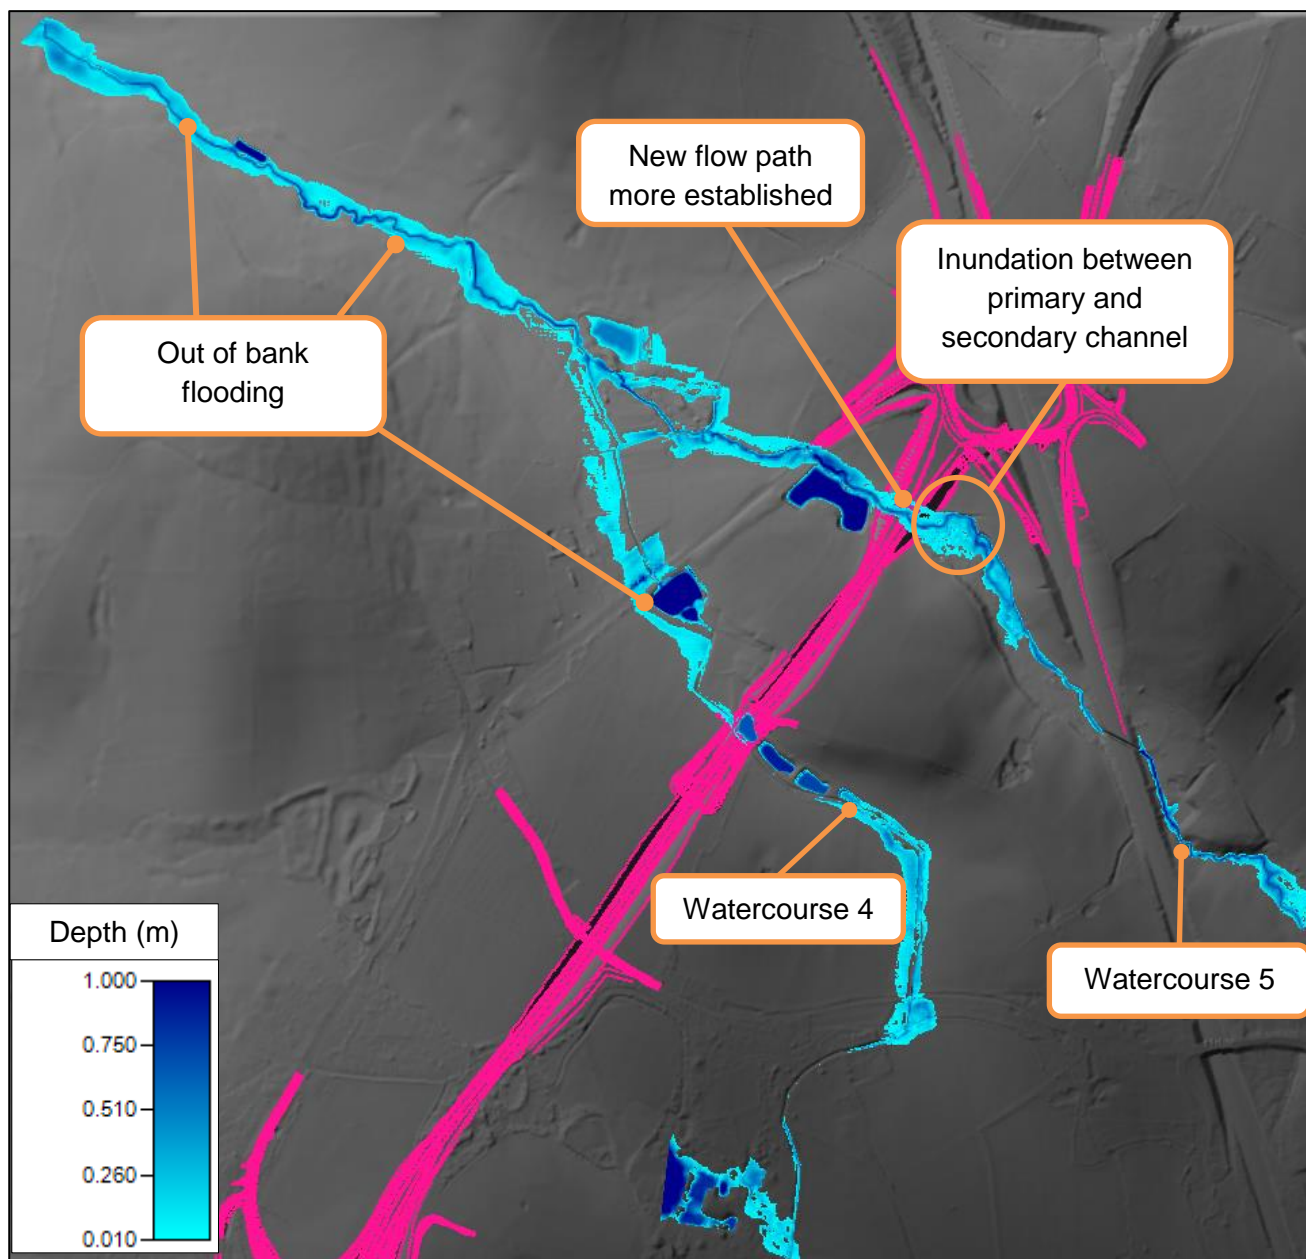 New flow path
more established
Inundation between
primary and
secondary channel
Out of bank
flooding
Watercourse 4
Watercourse 5
Depth (m)
1.000
0.750
0.510
0.260
0.010